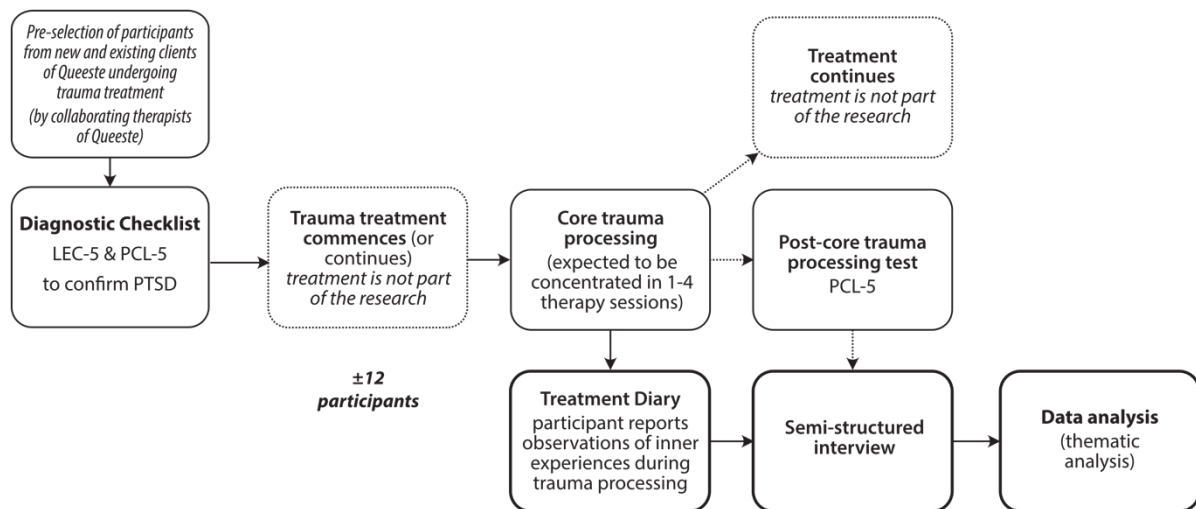 Pre-selection of participants
from new and existing clients
of Queeste undergoing
trauma treatment
(by collaborating therapists
of Queeste)
Diagnostic Checklist
LEC-5 & PCL-5
to confirm PTSD
Trauma treatment
commences (or
continues)
treatment is not part
of the research
±12
participants
Core trauma
processing
(expected to be
concentrated in 1-4
therapy sessions)
Treatment
continues
treatment is not part
of the research
Post-core trauma
processing test
PCL-5
Treatment Diary
participant reports
observations of inner
experiences during
trauma processing
Semi-structured
interview
Data analysis
(thematic
analysis)